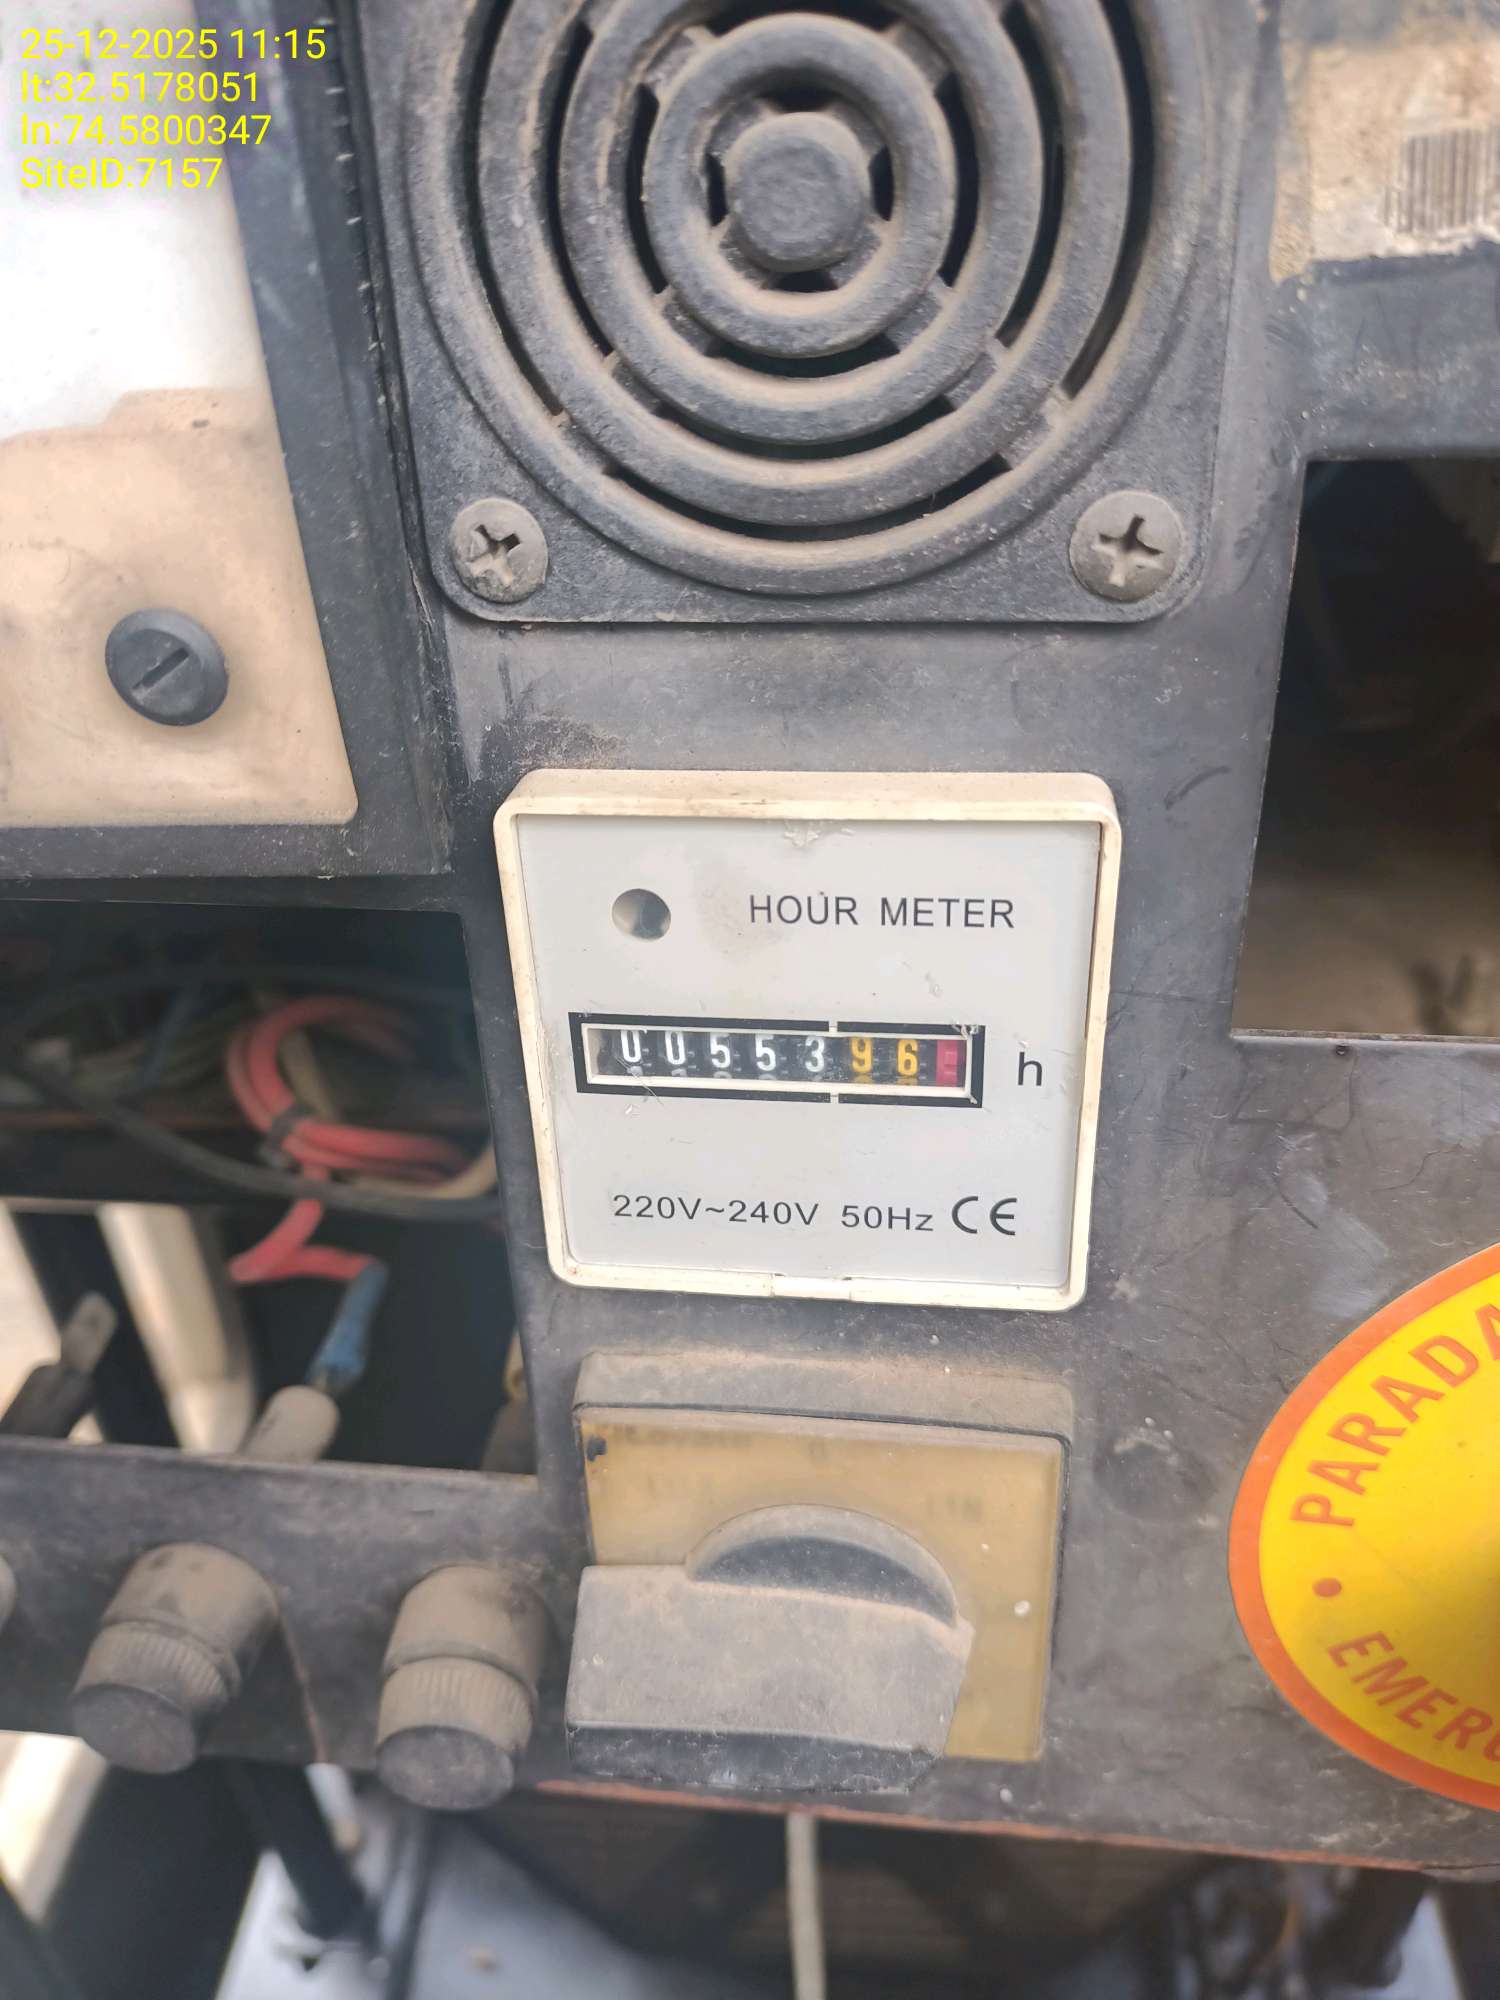 25-12-2025 11:15
lt:32.5178051
ln:74.5800347
SiteID:7157
HOUR METER
0055396
h
220V~240V 50Hz CE
PARADA
• EMERG